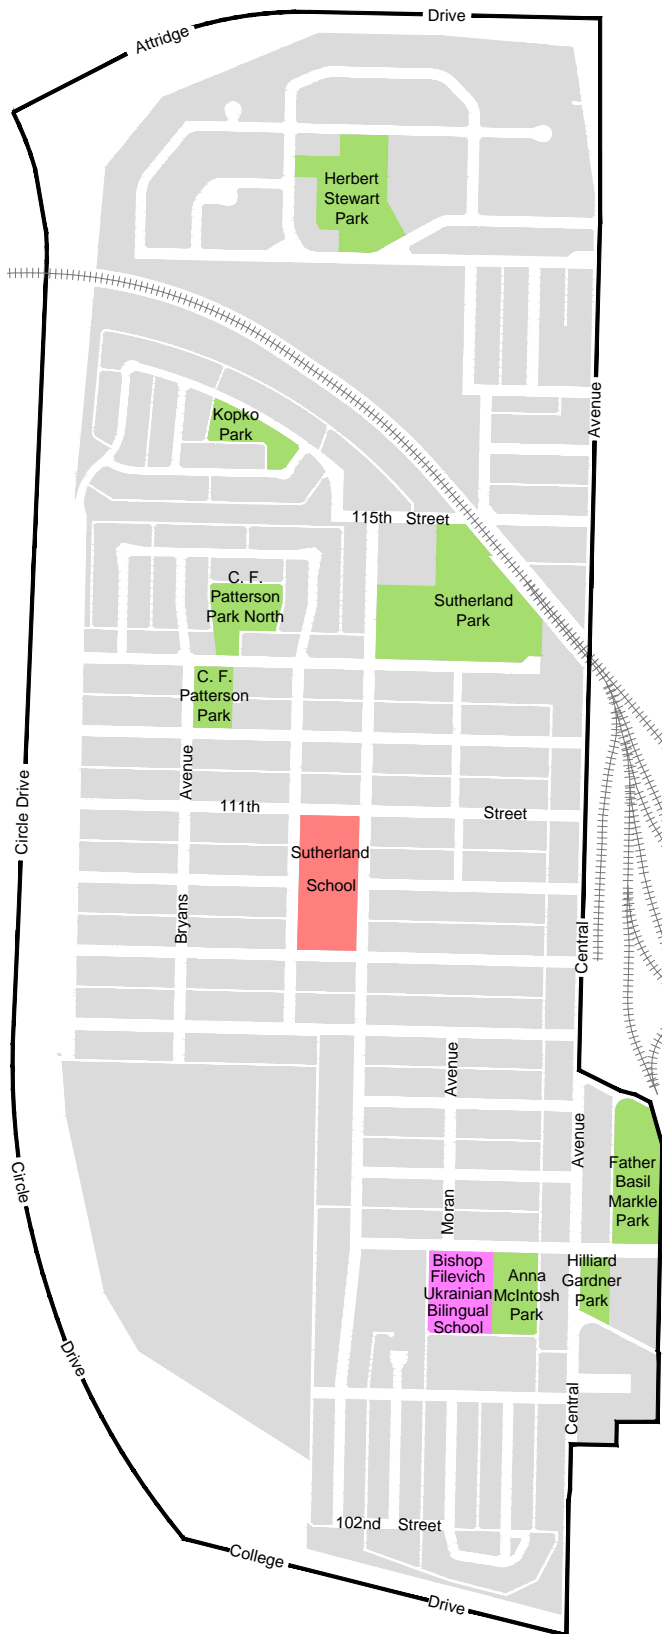 Attridge Drive
Herbert
Stewart
Park
Avenue
Kopko
Park
115th Street
C. F.
Patterson
Park North
Sutherland
Park
C. F.
Patterson
Park
Avenue
Circle Drive
111th Street
Sutherland
School
Bryans
Central
Avenue
Avenue
Father
Basil
Markle
Park
Circle
Moran
Bishop
Filevich
Ukrainian
Bilingual
School
Anna
McIntosh
Park
Hilliard
Gardner
Park
Drive
Central
102nd Street
College Drive